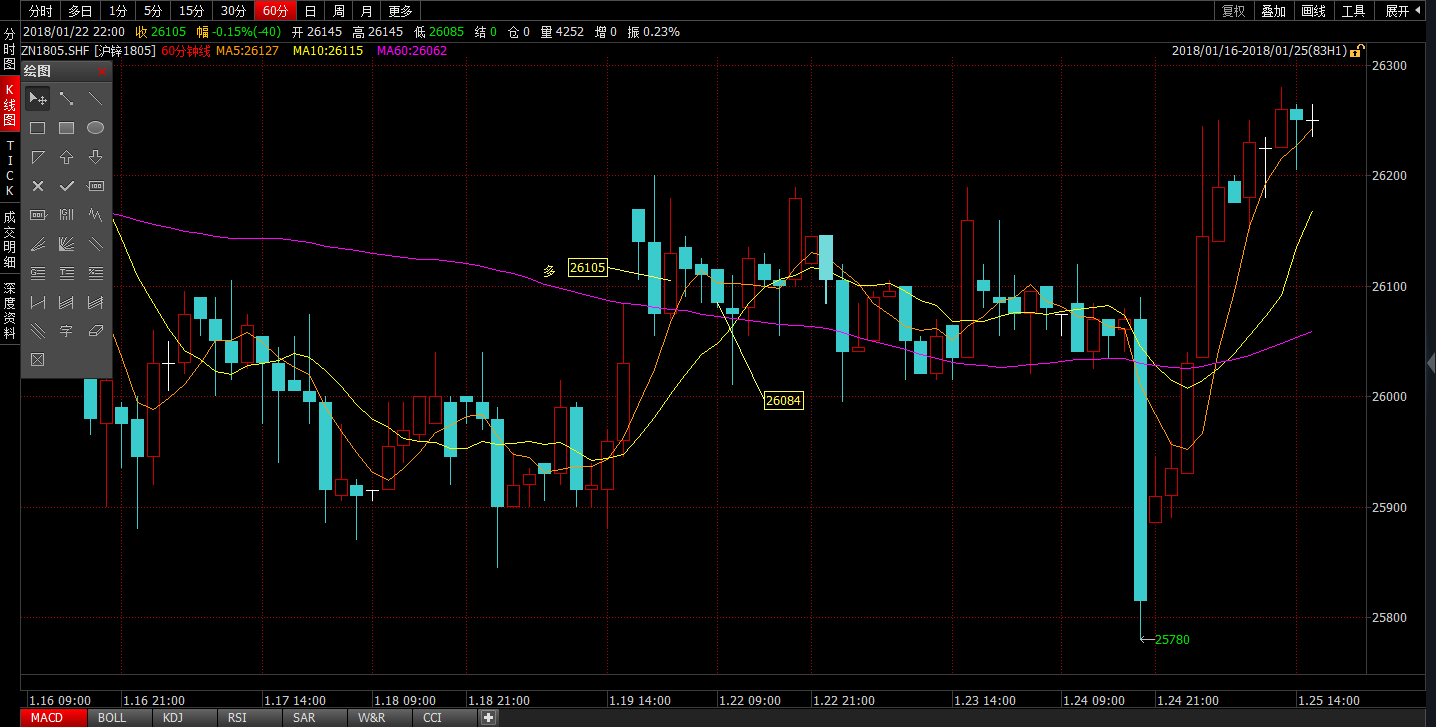 分时 多日 1分 5分 15分 30分 60分 日 周 月 更多 复权 叠加 画线 工具 展开
2018/01/22 22:00 收 26105 幅 -0.15%(-40) 开 26145 高 26145 低 26085 结 0 仓 0 量 4252 增 0 振 0.23%
ZN1805.SHF [沪锌1805] 60分钟线 MA5:26127 MA10:26115 MA60:26062 2018/01/16-2018/01/25(83H1)
分时图
K线图
TICK
成交明细
深度资料
绘图
字
26300
26200
26100
26000
25900
25800
多 26105
26084
25780
1.16 09:00 1.16 21:00 1.17 14:00 1.18 09:00 1.18 21:00 1.19 14:00 1.22 09:00 1.22 21:00 1.23 14:00 1.24 09:00 1.24 21:00 1.25 14:00
MACD BOLL KDJ RSI SAR W&R CCI